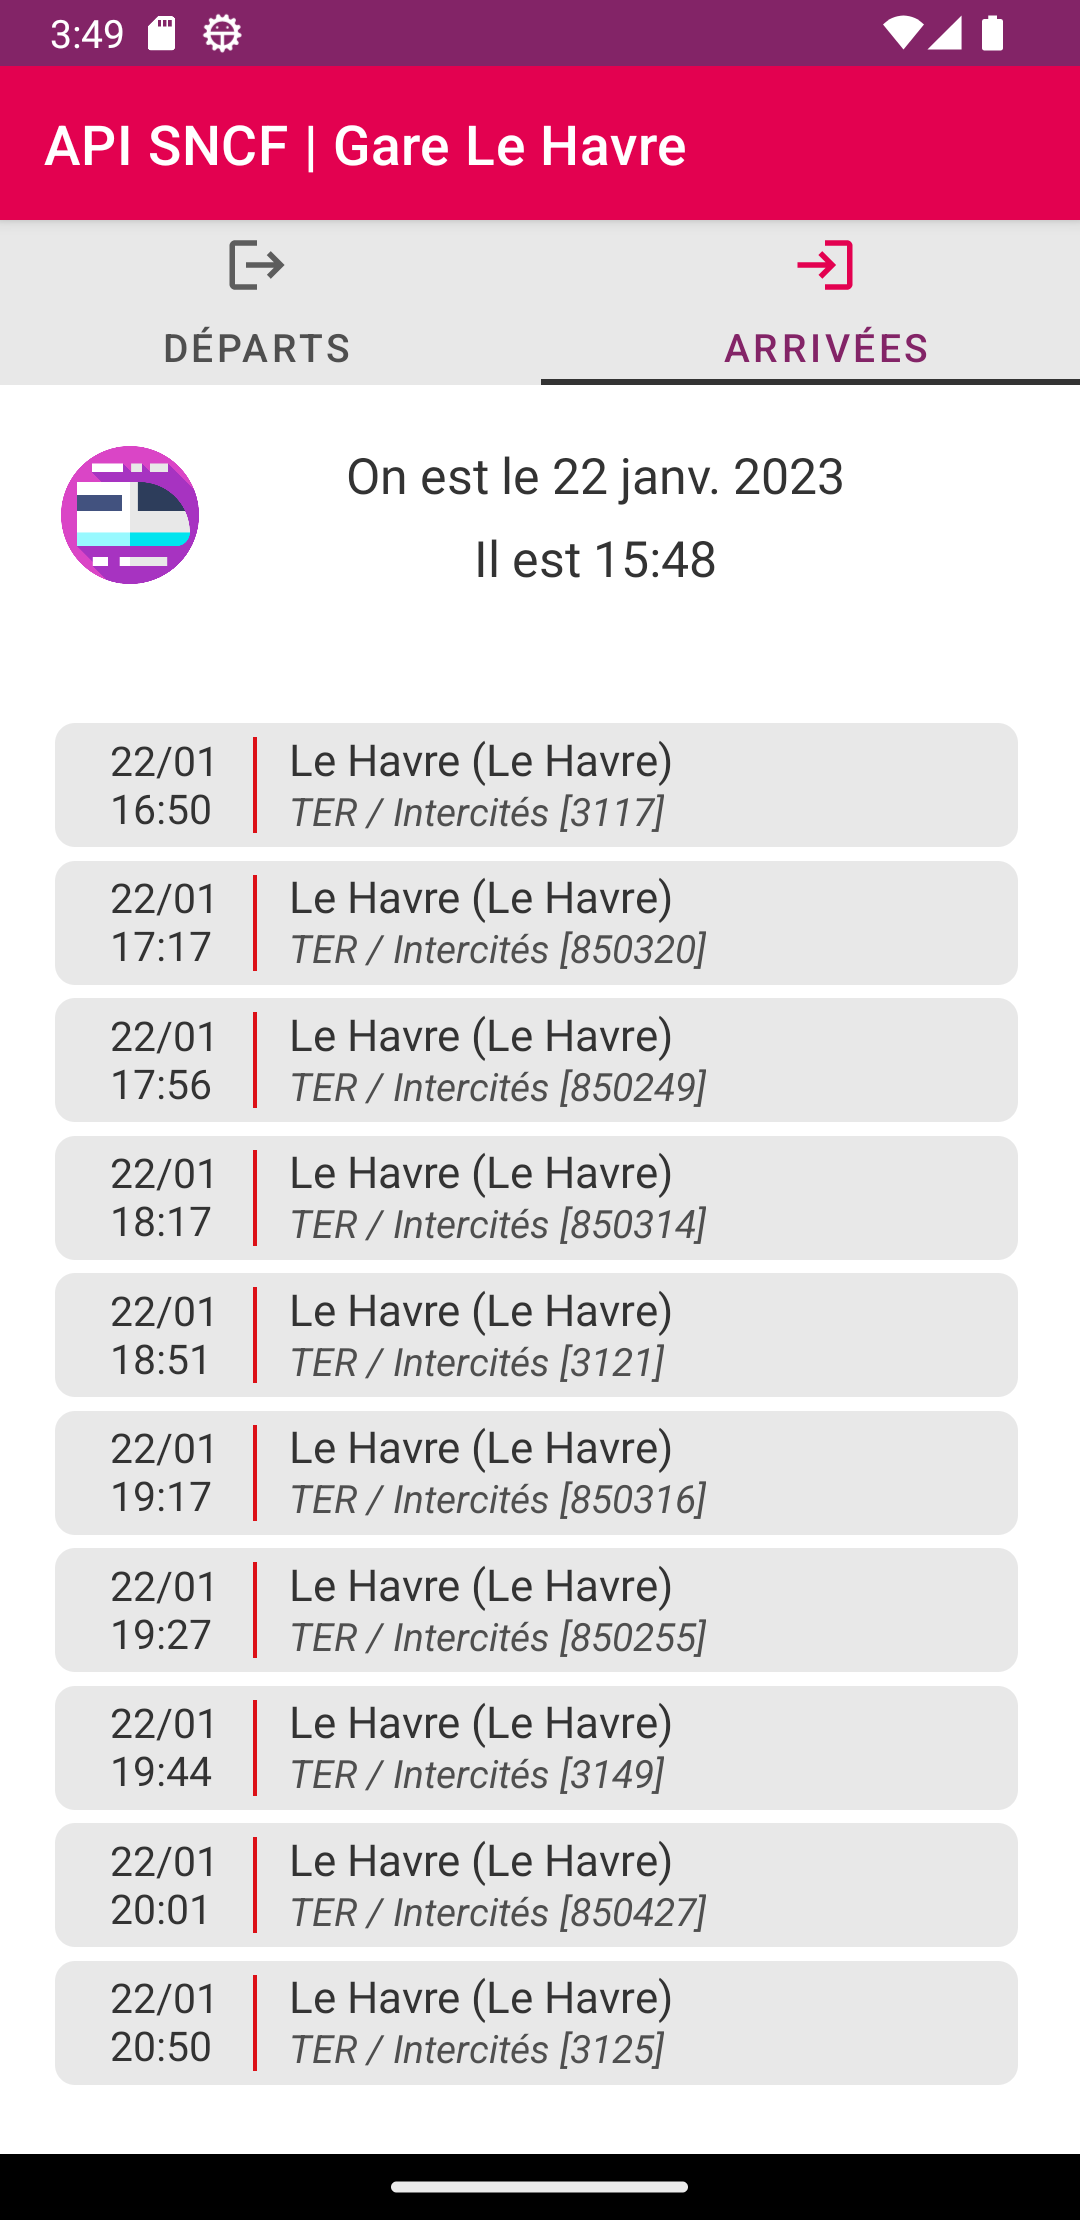 3:49
API SNCF | Gare Le Havre
DÉPARTS
ARRIVÉES
On est le 22 janv. 2023
Il est 15:48
22/01
16:50
Le Havre (Le Havre)
TER / Intercités [3117]
22/01
17:17
Le Havre (Le Havre)
TER / Intercités [850320]
22/01
17:56
Le Havre (Le Havre)
TER / Intercités [850249]
22/01
18:17
Le Havre (Le Havre)
TER / Intercités [850314]
22/01
18:51
Le Havre (Le Havre)
TER / Intercités [3121]
22/01
19:17
Le Havre (Le Havre)
TER / Intercités [850316]
22/01
19:27
Le Havre (Le Havre)
TER / Intercités [850255]
22/01
19:44
Le Havre (Le Havre)
TER / Intercités [3149]
22/01
20:01
Le Havre (Le Havre)
TER / Intercités [850427]
22/01
20:50
Le Havre (Le Havre)
TER / Intercités [3125]